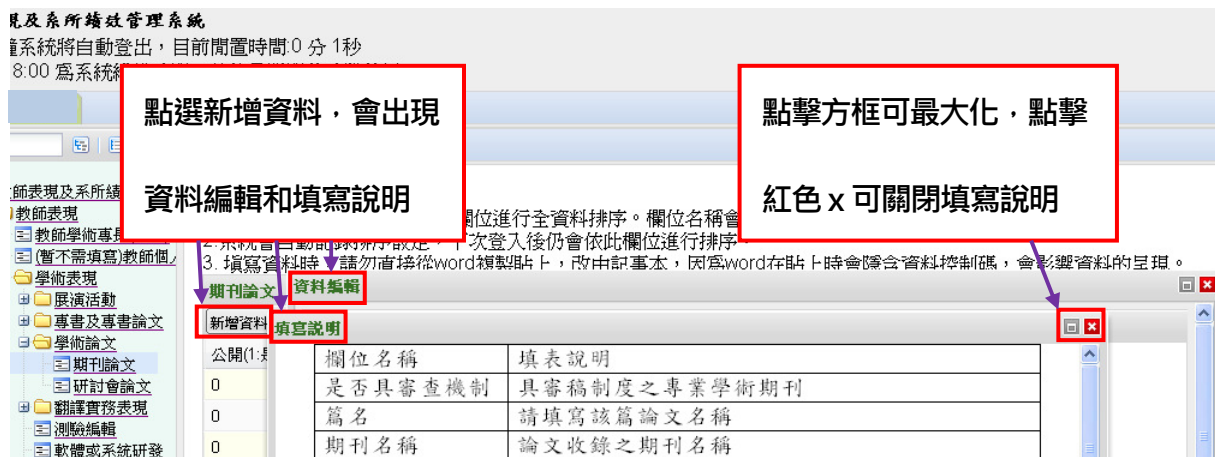 現及系所績效管理系統
鐘系統將自動登出，目前閒置時間:0 分 1秒
8:00 為系統
點選新增資料，會出現
資料編輯和填寫說明
點擊方框可最大化，點擊
紅色 x 可關閉填寫說明
師表現及系所績
教師表現
教師學術專長
(暫不需填寫)教師個人
學術表現
展演活動
專書及專書論文
學術論文
期刊論文
研討會論文
翻譯實務表現
測驗編輯
軟體或系統研發
欄位進行全資料排序。欄位名稱會
2.系統會自動記錄排序設定，下次登入後仍會依此欄位進行排序。
3. 填寫資料時，請勿直接從word複製貼上，改由記事本，因為word在貼上時會隱含資料控制碼，會影響資料的呈現。
期刊論文
資料編輯
新增資料
填寫說明
公開(1:是
0
0
0
欄位名稱 填表說明
是否具審查機制 具審稿制度之專業學術期刊
篇名 請填寫該篇論文名稱
期刊名稱 論文收錄之期刊名稱